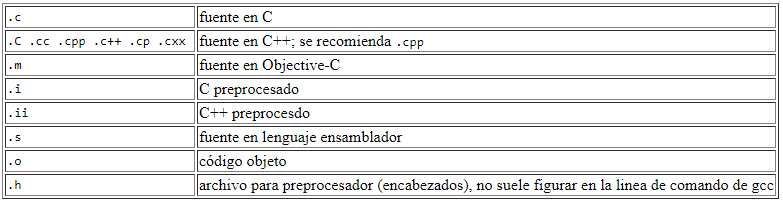 .c fuente en C
.C .cc .cpp .c++ .cp .cxx fuente en C++; se recomienda .cpp
.m fuente en Objective-C
.i C preprocesado
.ii C++ preprocesdo
.s fuente en lenguaje ensamblador
.o código objeto
.h archivo para preprocesador (encabezados), no suele figurar en la linea de comando de gcc